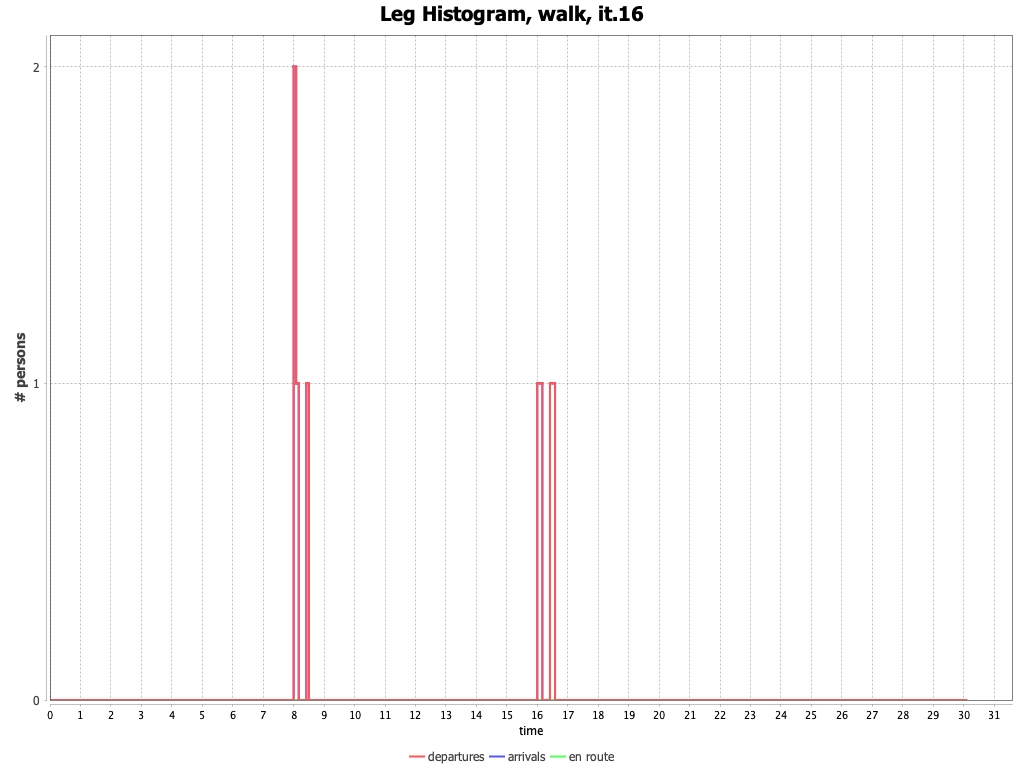 Leg Histogram, walk, it.16
# persons
2
1
0
0 1 2 3 4 5 6 7 8 9 10 11 12 13 14 15 16 17 18 19 20 21 22 23 24 25 26 27 28 29 30 31
time
departures arrivals en route